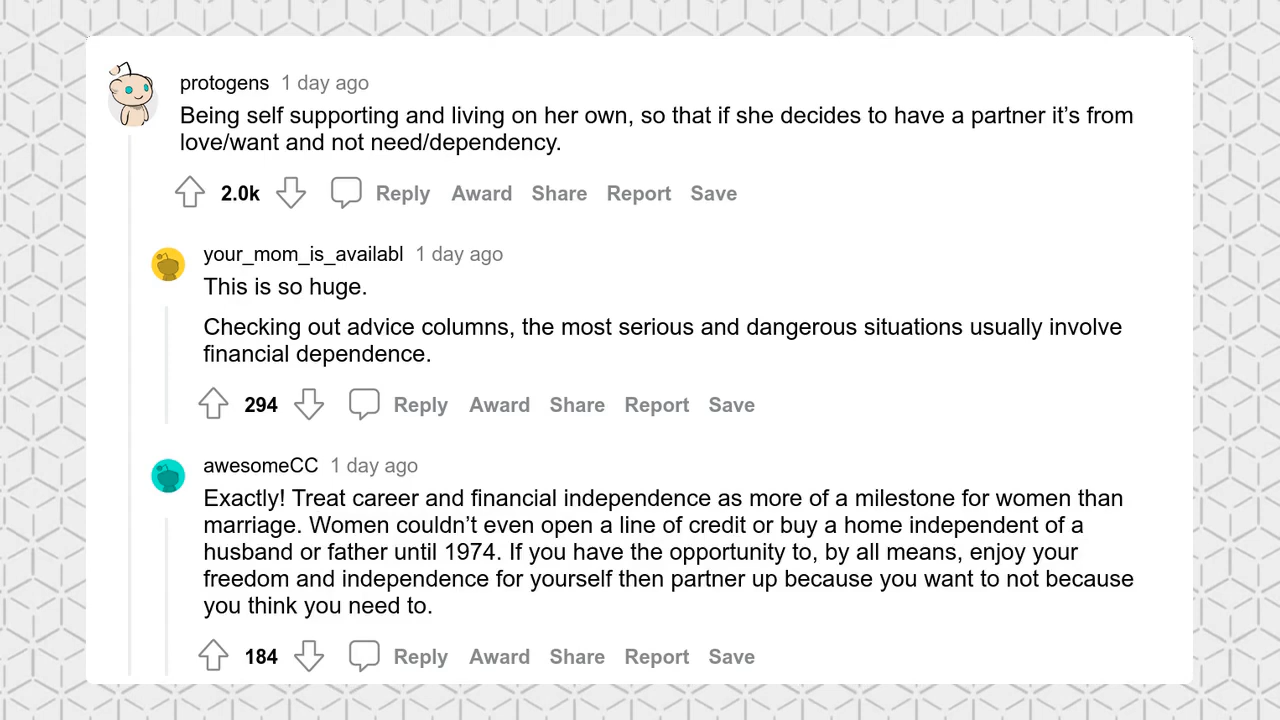 protogens 1 day ago
Being self supporting and living on her own, so that if she decides to have a partner it’s from
love/want and not need/dependency.
2.0k Reply Award Share Report Save
your_mom_is_availabl 1 day ago
This is so huge.
Checking out advice columns, the most serious and dangerous situations usually involve
financial dependence.
294 Reply Award Share Report Save
awesomeCC 1 day ago
Exactly! Treat career and financial independence as more of a milestone for women than
marriage. Women couldn’t even open a line of credit or buy a home independent of a
husband or father until 1974. If you have the opportunity to, by all means, enjoy your
freedom and independence for yourself then partner up because you want to not because
you think you need to.
184 Reply Award Share Report Save